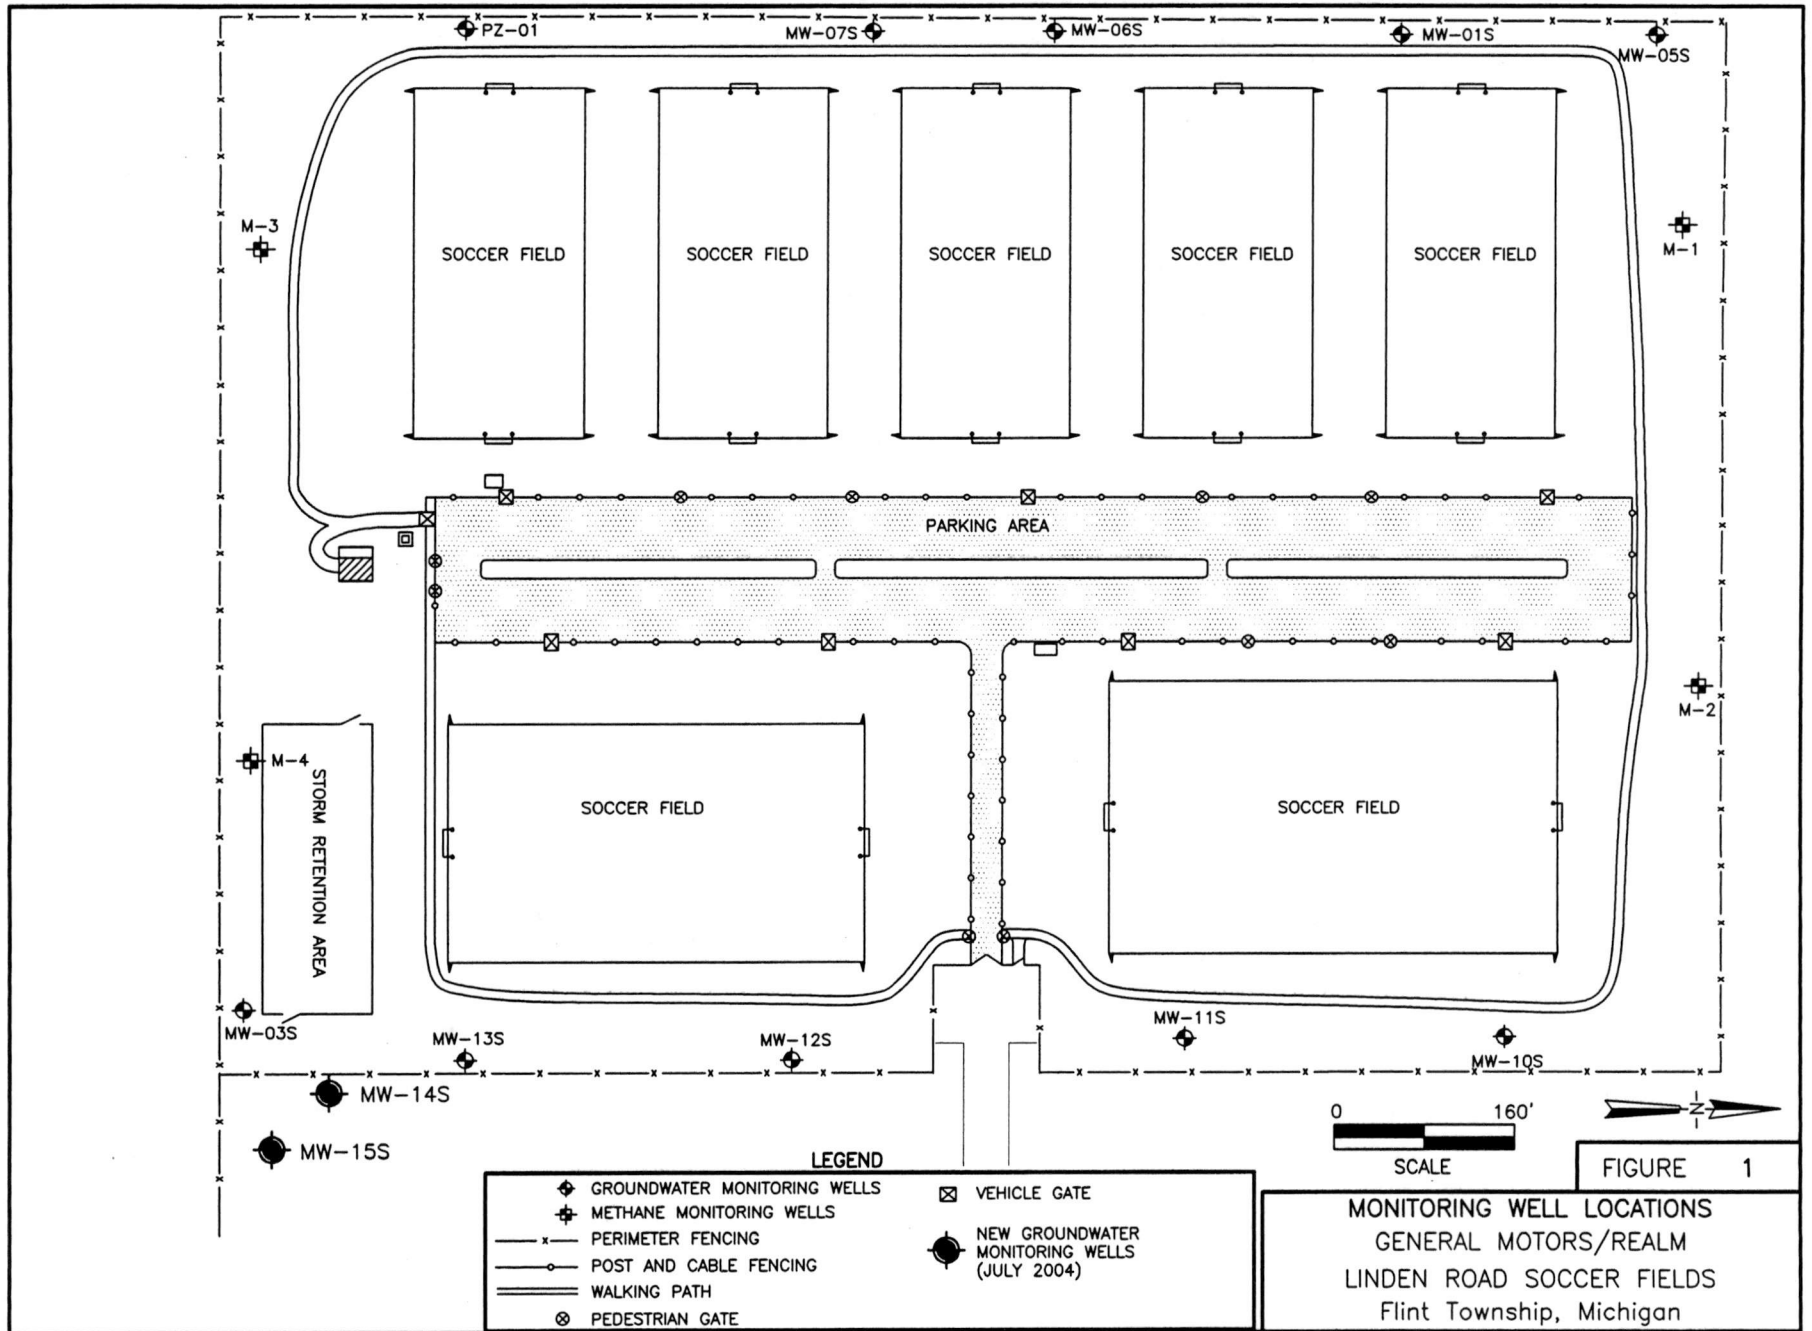 PZ-01
MW-07S
MW-06S
MW-01S
MW-05S
M-3
M-1
SOCCER FIELD
SOCCER FIELD
SOCCER FIELD
SOCCER FIELD
SOCCER FIELD
PARKING AREA
M-2
M-4
STORM RETENTION AREA
SOCCER FIELD
SOCCER FIELD
MW-03S
MW-13S
MW-12S
MW-11S
MW-10S
MW-14S
MW-15S
0 160'
SCALE
N
LEGEND
GROUNDWATER MONITORING WELLS
METHANE MONITORING WELLS
x PERIMETER FENCING
POST AND CABLE FENCING
WALKING PATH
PEDESTRIAN GATE
VEHICLE GATE
NEW GROUNDWATER
MONITORING WELLS
(JULY 2004)
FIGURE 1
MONITORING WELL LOCATIONS
GENERAL MOTORS/REALM
LINDEN ROAD SOCCER FIELDS
Flint Township, Michigan